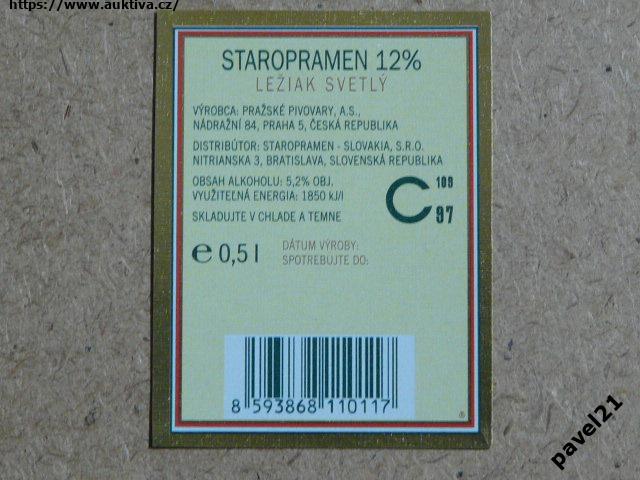 https://www.auktiva.cz/
STAROPRAMEN 12%
LEŽIAK SVETLÝ
VÝROBCA: PRAŽSKÉ PIVOVARY, A.S.,
NÁDRAŽNÍ 84, PRAHA 5, ČESKÁ REPUBLIKA
DISTRIBÚTOR: STAROPRAMEN - SLOVAKIA, S.R.O.
NITRIANSKA 3, BRATISLAVA, SLOVENSKÁ REPUBLIKA
OBSAH ALKOHOLU: 5,2% OBJ.
VYUŽITEĽNÁ ENERGIA: 1850 kJ/l
SKLADUJTE V CHLADE A TEMNE
C 109
97
e 0,5 l
DÁTUM VÝROBY:
SPOTREBUJTE DO:
8 593868 110117
®
pavel21